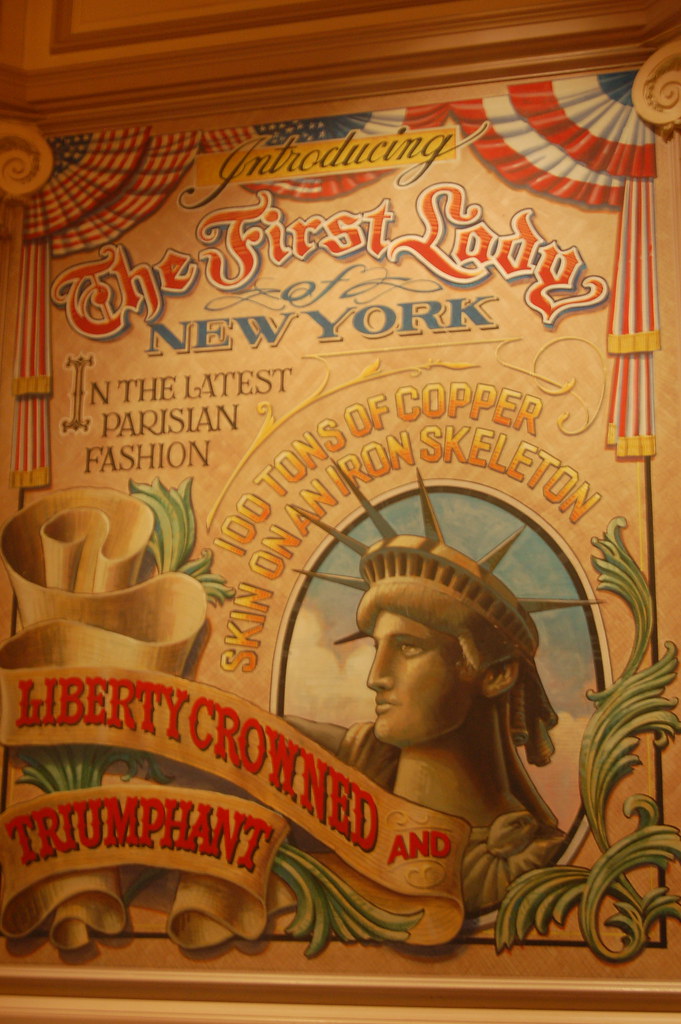 Introducing
The First Lady
of
NEW YORK
IN THE LATEST
PARISIAN
FASHION
100 TONS OF COPPER
SKIN ON AN IRON SKELETON
LIBERTY CROWNED AND
TRIUMPHANT